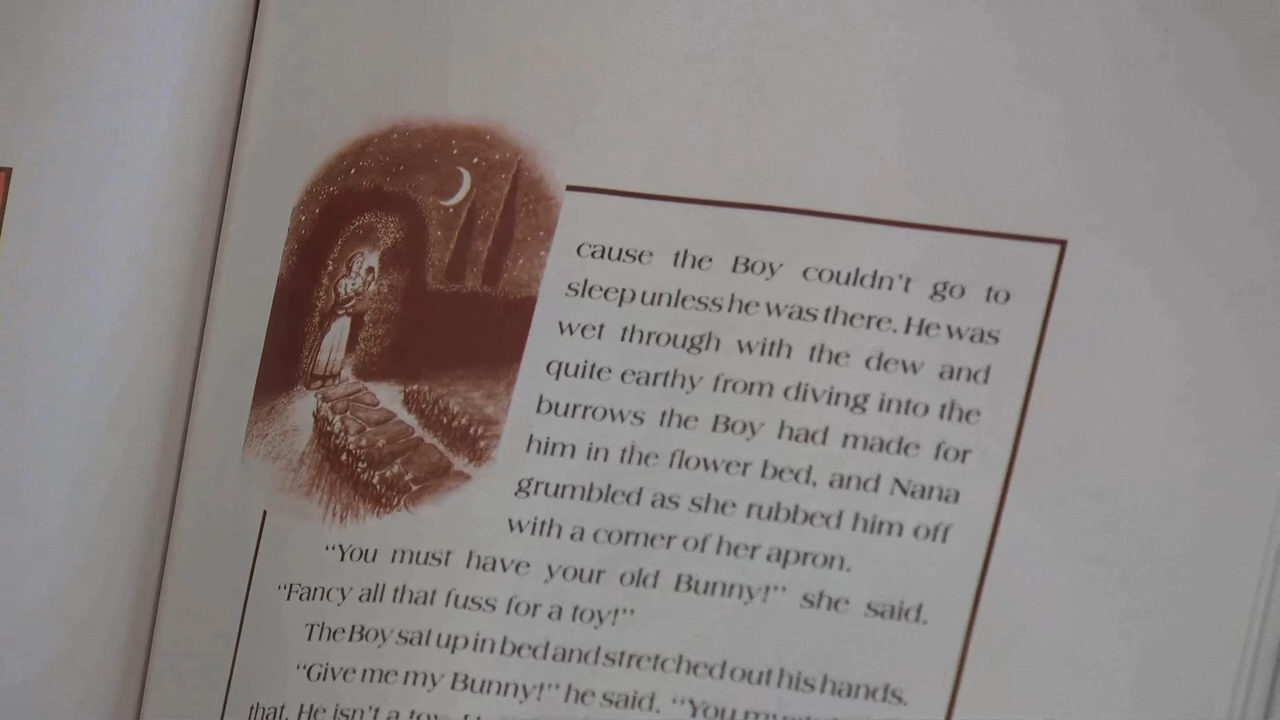 cause the Boy couldn't go to
sleep unless he was there. He was
wet through with the dew and
quite earthy from diving into the
burrows the Boy had made for
him in the flower bed, and Nana
grumbled as she rubbed him off
with a corner of her apron.
"You must have your old Bunny!" she said.
"Fancy all that fuss for a toy!"
The Boy sat up in bed and stretched out his hands.
"Give me my Bunny!" he said. "You
that. He isn't a